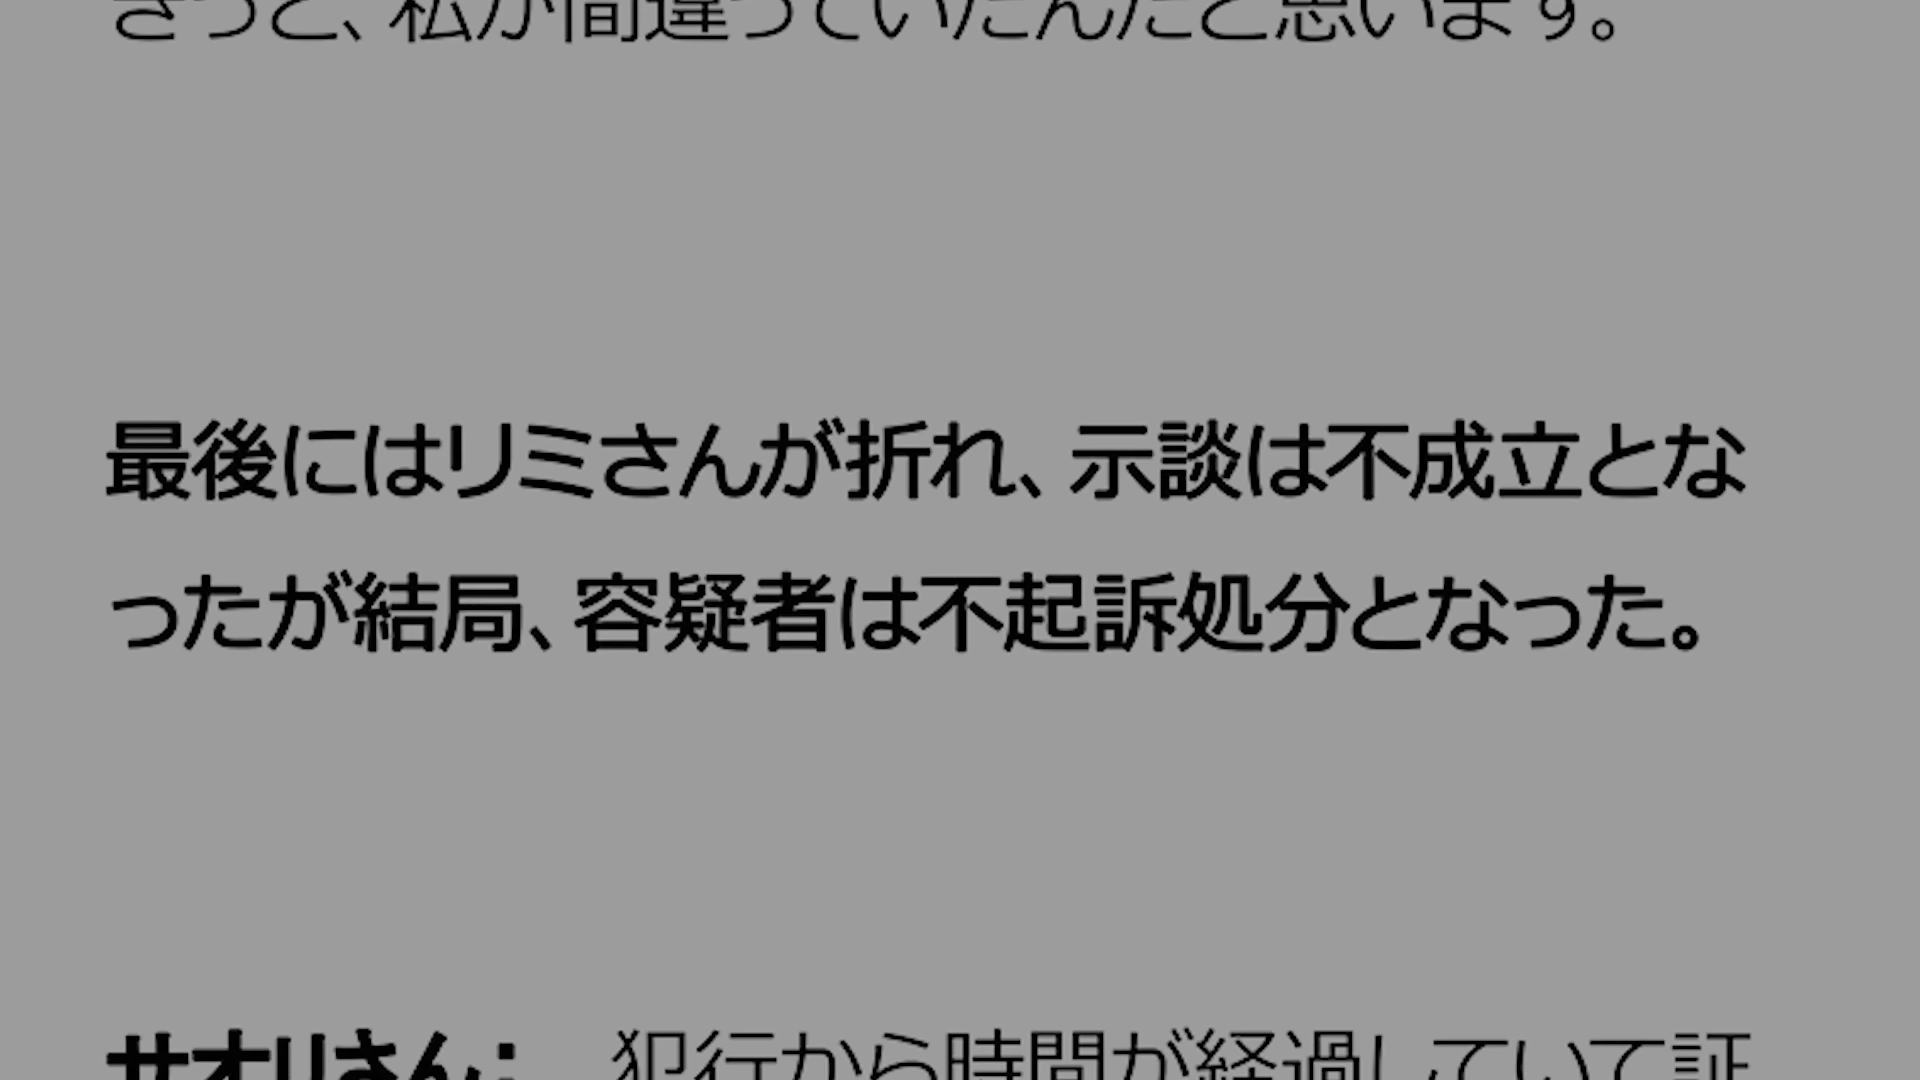 きっと、私が間違っていたんだと思います。
最後にはリミさんが折れ、示談は不成立とな
ったが結局、容疑者は不起訴処分となった。
サオリさん： 犯行から時間が経過していて証